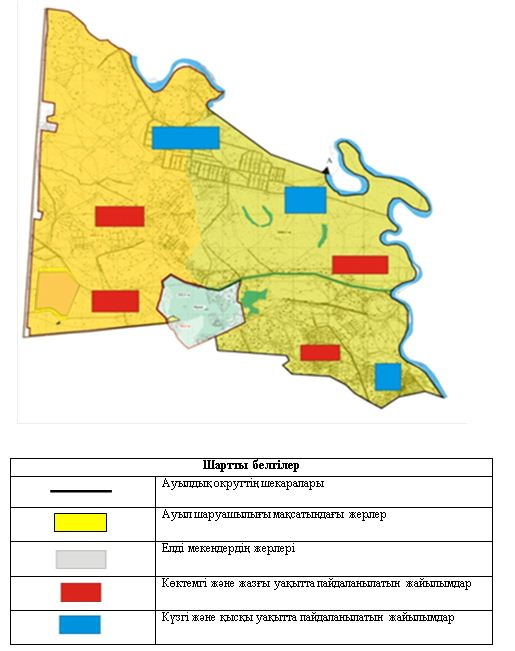 А
Шартты белгілер
Ауылдық округтің шекаралары
Ауыл шаруашылығы мақсатындағы жерлер
Елді мекендердің жерлері
Көктемгі және жазғы уақытта пайдаланылатын жайылымдар
Күзгі және қысқы уақытта пайдаланылатын жайылымдар